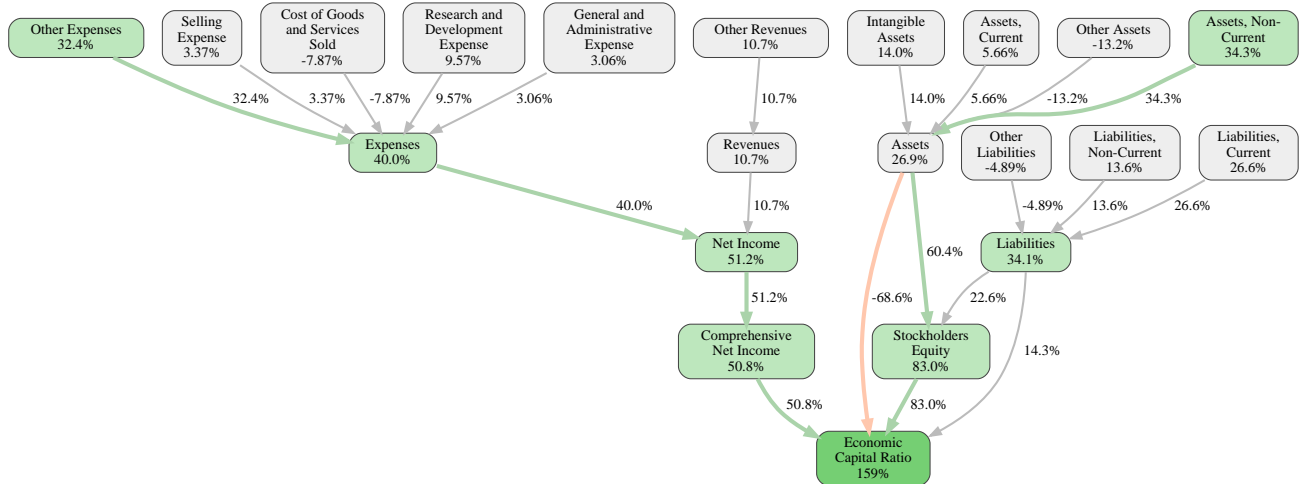 Other Expenses
32.4%
Selling
Expense
3.37%
Cost of Goods
and Services
Sold
-7.87%
Research and
Development
Expense
9.57%
General and
Administrative
Expense
3.06%
Other Revenues
10.7%
Intangible
Assets
14.0%
Assets,
Current
5.66%
Other Assets
-13.2%
Assets, Non-
Current
34.3%
32.4%
3.37%
-7.87%
9.57%
3.06%
10.7%
14.0%
5.66%
-13.2%
34.3%
Expenses
40.0%
Revenues
10.7%
Assets
26.9%
Other
Liabilities
-4.89%
Liabilities,
Non-Current
13.6%
Liabilities,
Current
26.6%
40.0%
10.7%
-4.89%
13.6%
26.6%
Net Income
51.2%
60.4%
Liabilities
34.1%
51.2%
-68.6%
22.6%
Comprehensive
Net Income
50.8%
Stockholders
Equity
83.0%
14.3%
50.8%
83.0%
Economic
Capital Ratio
159%